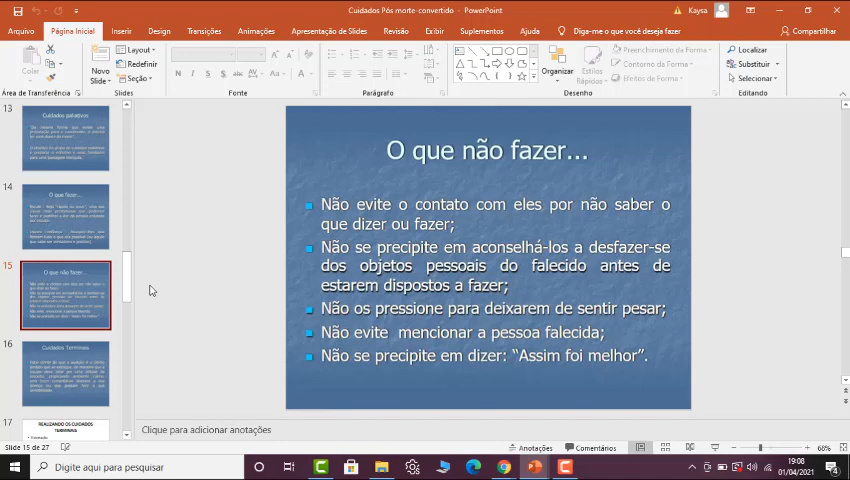 Cuidados Pós morte-convertido - PowerPoint
Kaysa
Arquivo Página Inicial Inserir Design Transições Animações Apresentação de Slides Revisão Exibir Suplementos Diga-me o que você deseja fazer Compartilhar
Colar
Novo Slide
Layout
Redefinir
Seção
Organizar
Estilos Rápidos
Preenchimento da Forma
Contorno da Forma
Efeitos de Forma
Localizar
Substituir
Selecionar
Área de Transferência Slides Fonte Parágrafo Desenho Editando
13
Cuidados paliativos
14
O que fazer...
15
O que não fazer...
16
Cuidados Terminais
17
REALIZANDO OS CUIDADOS
TERMINAIS
O que não fazer...
Não evite o contato com eles por não saber o
que dizer ou fazer;
Não se precipite em aconselhá-los a desfazer-se
dos objetos pessoais do falecido antes de
estarem dispostos a fazer;
Não os pressione para deixarem de sentir pesar;
Não evite mencionar a pessoa falecida;
Não se precipite em dizer: “Assim foi melhor”.
Clique para adicionar anotações
Slide 15 de 27 Anotações Comentários 68%
Digite aqui para pesquisar
19:08
01/04/2021
4